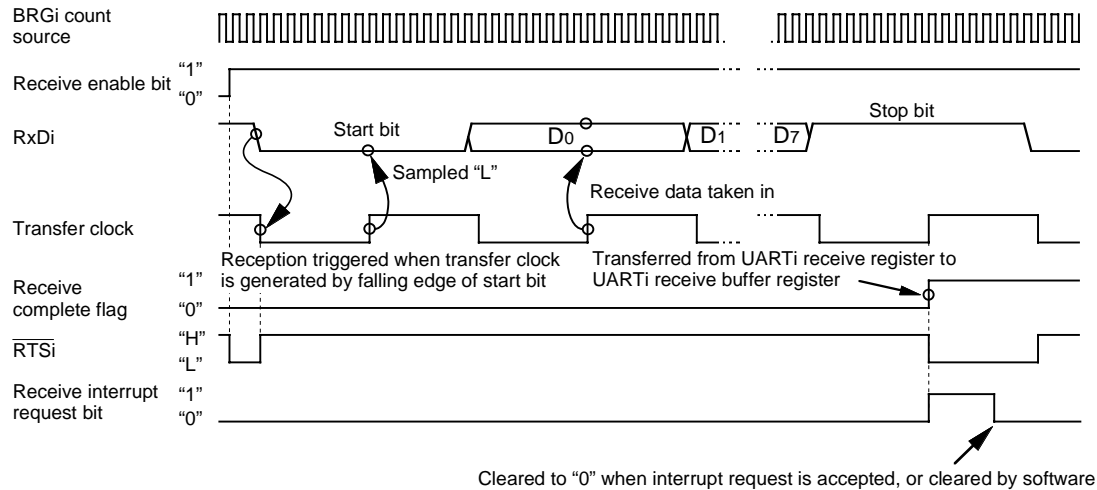 BRGi count
source
Receive enable bit
“1”
“0”
RxDi
Start bit
D0
D1
D7
Stop bit
Sampled “L”
Receive data taken in
Transfer clock
Reception triggered when transfer clock
is generated by falling edge of start bit
Transferred from UARTi receive register to
UARTi receive buffer register
Receive
complete flag
“1”
“0”
RTSi
“H”
“L”
Receive interrupt
request bit
“1”
“0”
Cleared to “0” when interrupt request is accepted, or cleared by software